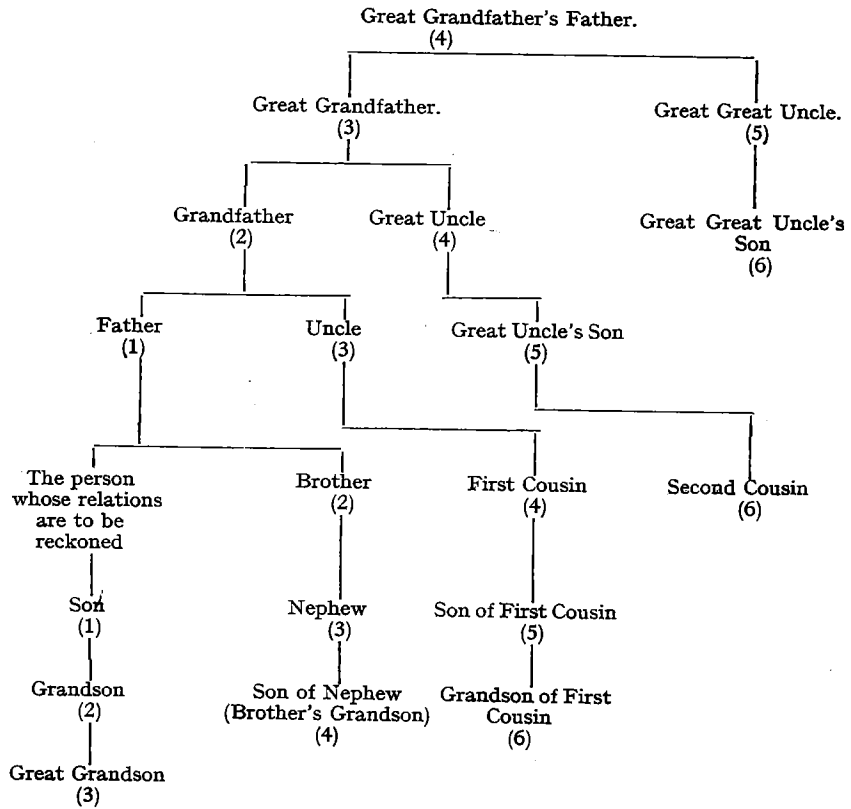 Great Grandfather's Father.
(4)
Great Grandfather.
(3)
Great Great Uncle.
(5)
Grandfather
(2)
Great Uncle
(4)
Great Great Uncle's
Son
(6)
Father
(1)
Uncle
(3)
Great Uncle's Son
(5)
The person
whose relations
are to be
reckoned
Brother
(2)
First Cousin
(4)
Second Cousin
(6)
Son
(1)
Nephew
(3)
Son of First Cousin
(5)
Grandson
(2)
Son of Nephew
(Brother's Grandson)
(4)
Grandson of First
Cousin
(6)
Great Grandson
(3)